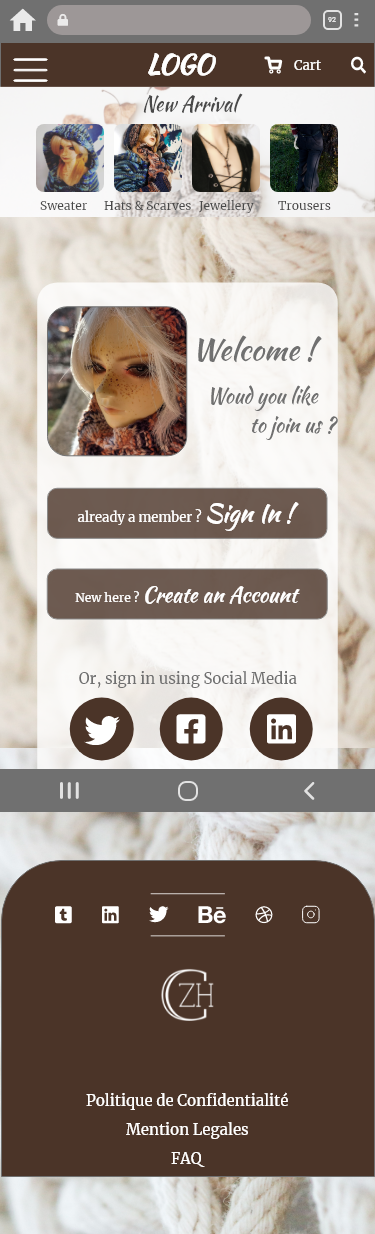 92
LOGO
Cart
New Arrival
Sweater
Hats & Scarves
Jewellery
Trousers
Welcome !
Woud you like
to join us ?
already a member ? Sign In !
New here ? Create an Account
Or, sign in using Social Media
Bē
CZH
Politique de Confidentialité
Mention Legales
FAQ